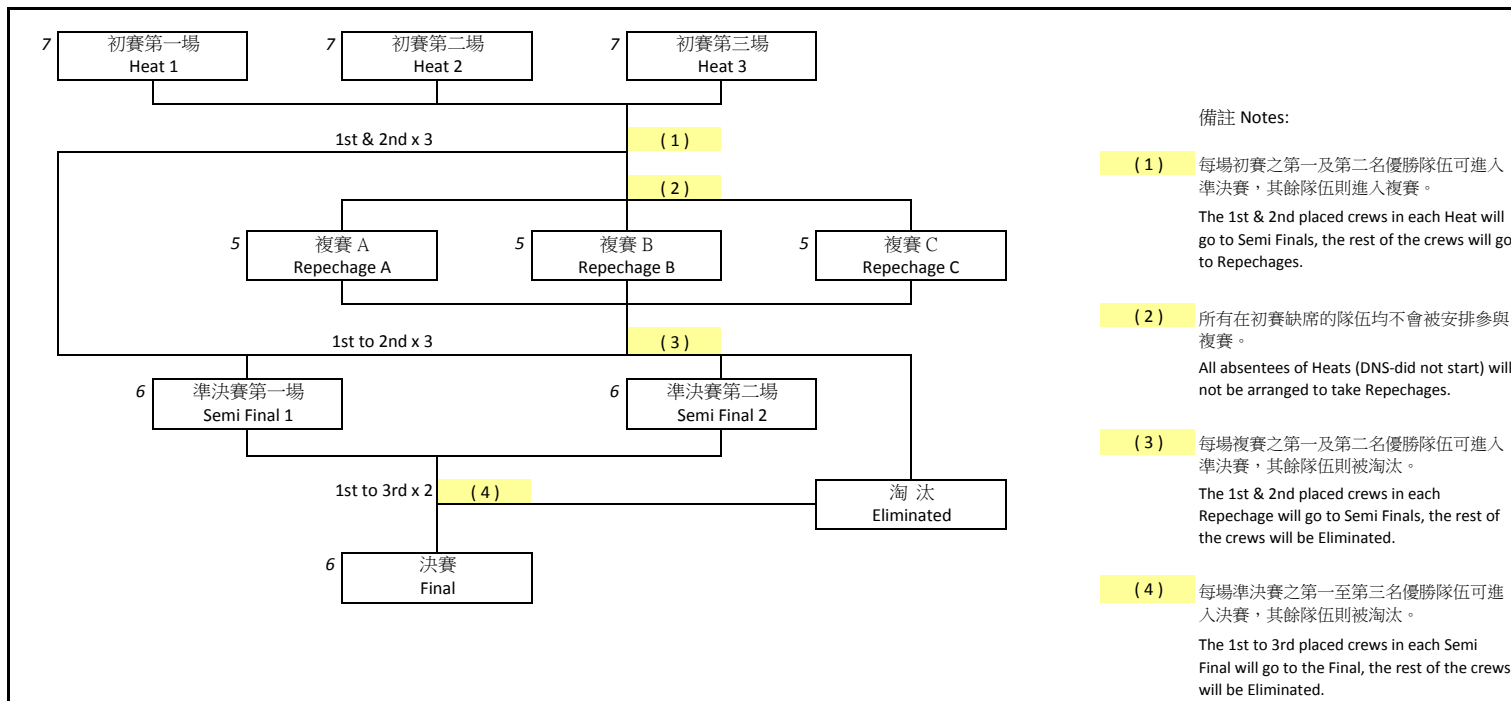 7 初賽第一場 7 初賽第二場 7 初賽第三場
Heat 1 Heat 2 Heat 3
1st & 2nd x 3 ( 1 )
( 2 )
5 複賽 A 5 複賽 B 5 複賽 C
Repechage A Repechage B Repechage C
1st to 2nd x 3 ( 3 )
6 準決賽第一場 6 準決賽第二場
Semi Final 1 Semi Final 2
1st to 3rd x 2 ( 4 ) 淘 汰
Eliminated
6 決賽
Final
備註 Notes:
( 1 ) 每場初賽之第一及第二名優勝隊伍可進入
準決賽，其餘隊伍則進入複賽。
The 1st & 2nd placed crews in each Heat will
go to Semi Finals, the rest of the crews will go
to Repechages.
( 2 ) 所有在初賽缺席的隊伍均不會被安排參與
複賽。
All absentees of Heats (DNS-did not start) will
not be arranged to take Repechages.
( 3 ) 每場複賽之第一及第二名優勝隊伍可進入
準決賽，其餘隊伍則被淘汰。
The 1st & 2nd placed crews in each
Repechage will go to Semi Finals, the rest of
the crews will be Eliminated.
( 4 ) 每場準決賽之第一至第三名優勝隊伍可進
入決賽，其餘隊伍則被淘汰。
The 1st to 3rd placed crews in each Semi
Final will go to the Final, the rest of the crews
will be Eliminated.